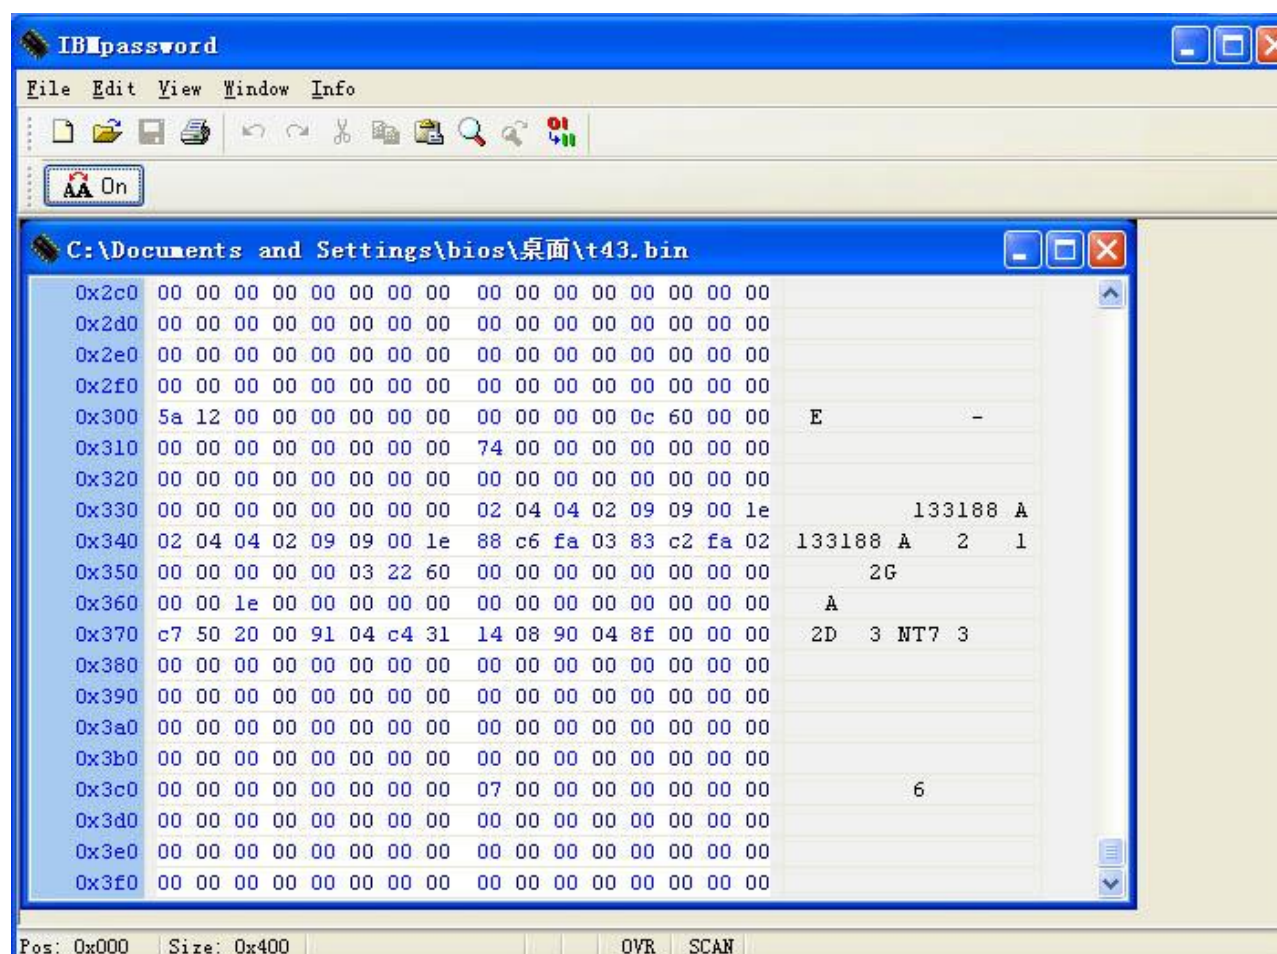 IBMpassword
File Edit View Window Info
On
C:\Documents and Settings\bios\桌面\t43.bin
0x2c0 00 00 00 00 00 00 00 00 00 00 00 00 00 00 00 00
0x2d0 00 00 00 00 00 00 00 00 00 00 00 00 00 00 00 00
0x2e0 00 00 00 00 00 00 00 00 00 00 00 00 00 00 00 00
0x2f0 00 00 00 00 00 00 00 00 00 00 00 00 00 00 00 00
0x300 5a 12 00 00 00 00 00 00 00 00 00 00 0c 60 00 00 E -
0x310 00 00 00 00 00 00 00 00 74 00 00 00 00 00 00 00
0x320 00 00 00 00 00 00 00 00 00 00 00 00 00 00 00 00
0x330 00 00 00 00 00 00 00 00 02 04 04 02 09 09 00 1e 133188 A
0x340 02 04 04 02 09 09 00 1e 88 c6 fa 03 83 c2 fa 02 133188 A 2 1
0x350 00 00 00 00 00 03 22 60 00 00 00 00 00 00 00 00 2G
0x360 00 00 1e 00 00 00 00 00 00 00 00 00 00 00 00 00 A
0x370 c7 50 20 00 91 04 c4 31 14 08 90 04 8f 00 00 00 2D 3 NT7 3
0x380 00 00 00 00 00 00 00 00 00 00 00 00 00 00 00 00
0x390 00 00 00 00 00 00 00 00 00 00 00 00 00 00 00 00
0x3a0 00 00 00 00 00 00 00 00 00 00 00 00 00 00 00 00
0x3b0 00 00 00 00 00 00 00 00 00 00 00 00 00 00 00 00
0x3c0 00 00 00 00 00 00 00 00 07 00 00 00 00 00 00 00 6
0x3d0 00 00 00 00 00 00 00 00 00 00 00 00 00 00 00 00
0x3e0 00 00 00 00 00 00 00 00 00 00 00 00 00 00 00 00
0x3f0 00 00 00 00 00 00 00 00 00 00 00 00 00 00 00 00
Pos: 0x000 Size: 0x400 OVR SCAN